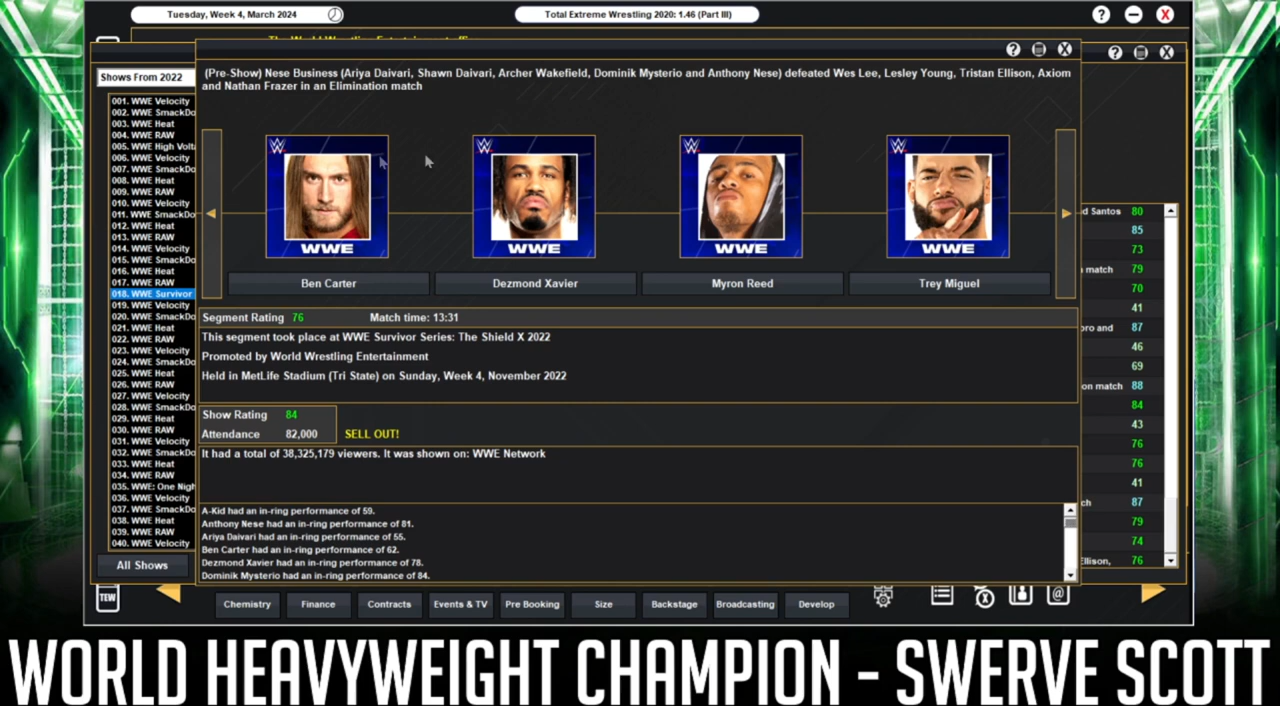 Tuesday, Week 4, March 2024
Total Extreme Wrestling 2020: 1.46 (Part III)
?
X
Shows From 2022
001. WWE Velocity
002. WWE SmackDo
003. WWE Heat
004. WWE RAW
005. WWE High Volt
006. WWE Velocity
007. WWE SmackDo
008. WWE Heat
009. WWE RAW
010. WWE Velocity
011. WWE SmackDo
012. WWE Heat
013. WWE RAW
014. WWE Velocity
015. WWE SmackDo
016. WWE Heat
017. WWE RAW
018. WWE Survivor
019. WWE Velocity
020. WWE SmackDo
021. WWE Heat
022. WWE RAW
023. WWE Velocity
024. WWE SmackDo
025. WWE Heat
026. WWE RAW
027. WWE Velocity
028. WWE SmackDo
029. WWE Heat
030. WWE RAW
031. WWE Velocity
032. WWE SmackDo
033. WWE Heat
034. WWE RAW
035. WWE: One Nigh
036. WWE Velocity
037. WWE SmackDo
038. WWE Heat
039. WWE RAW
040. WWE Velocity
All Shows
(Pre-Show) Nese Business (Ariya Daivari, Shawn Daivari, Archer Wakefield, Dominik Mysterio and Anthony Nese) defeated Wes Lee, Lesley Young, Tristan Ellison, Axiom
and Nathan Frazer in an Elimination match
WWE WWE WWE WWE
Ben Carter Dezmond Xavier Myron Reed Trey Miguel
Segment Rating 76 Match time: 13:31
This segment took place at WWE Survivor Series: The Shield X 2022
Promoted by World Wrestling Entertainment
Held in MetLife Stadium (Tri State) on Sunday, Week 4, November 2022
Show Rating 84
Attendance 82,000 SELL OUT!
It had a total of 38,325,179 viewers. It was shown on: WWE Network
A-Kid had an in-ring performance of 59.
Anthony Nese had an in-ring performance of 81.
Ariya Daivari had an in-ring performance of 55.
Ben Carter had an in-ring performance of 62.
Dezmond Xavier had an in-ring performance of 78.
Dominik Mysterio had an in-ring performance of 84.
d Santos 80
85
73
match 79
70
41
oro and 87
46
69
on match 88
84
43
76
76
41
ch 87
79
74
Ellison, 76
TEW
Chemistry Finance Contracts Events & TV Pre Booking Size Backstage Broadcasting Develop
@
WORLD HEAVYWEIGHT CHAMPION - SWERVE SCOTT